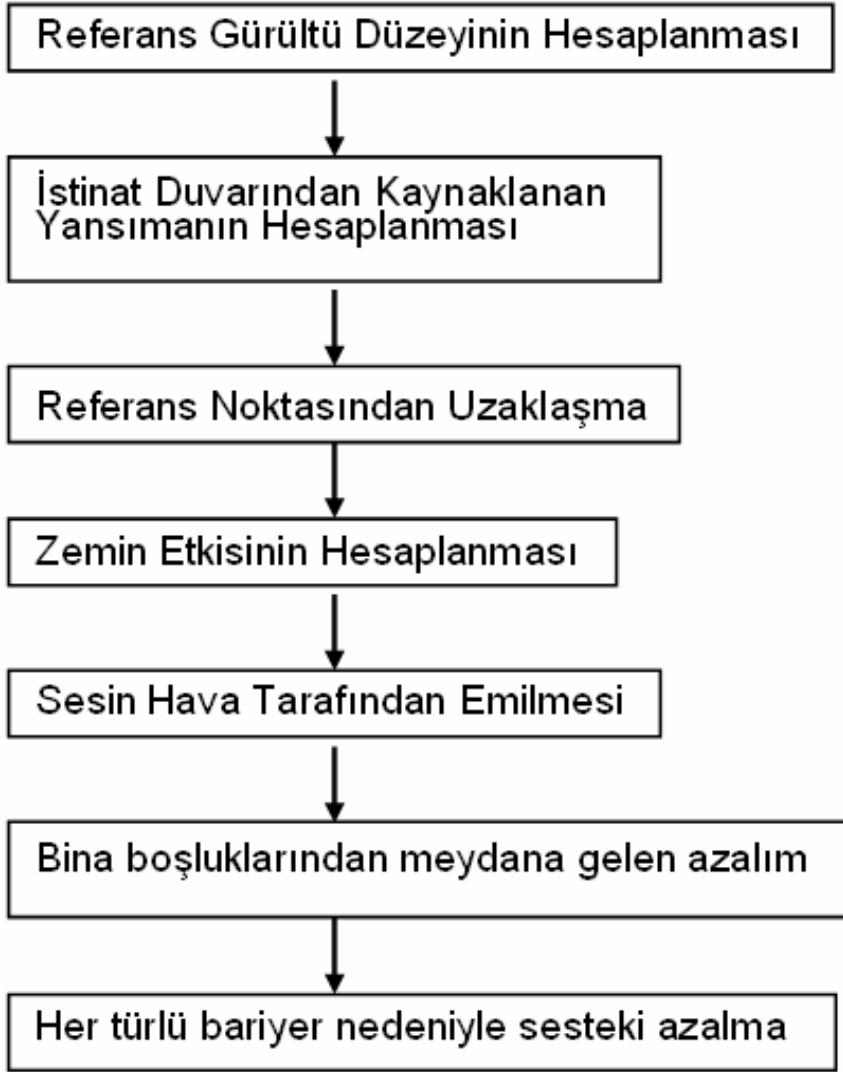 Referans Gürültü Düzeyinin Hesaplanması
İstinat Duvarından Kaynaklanan
Yansımanın Hesaplanması
Referans Noktasından Uzaklaşma
Zemin Etkisinin Hesaplanması
Sesin Hava Tarafından Emilmesi
Bina boşluklarından meydana gelen azalım
Her türlü bariyer nedeniyle sesteki azalma